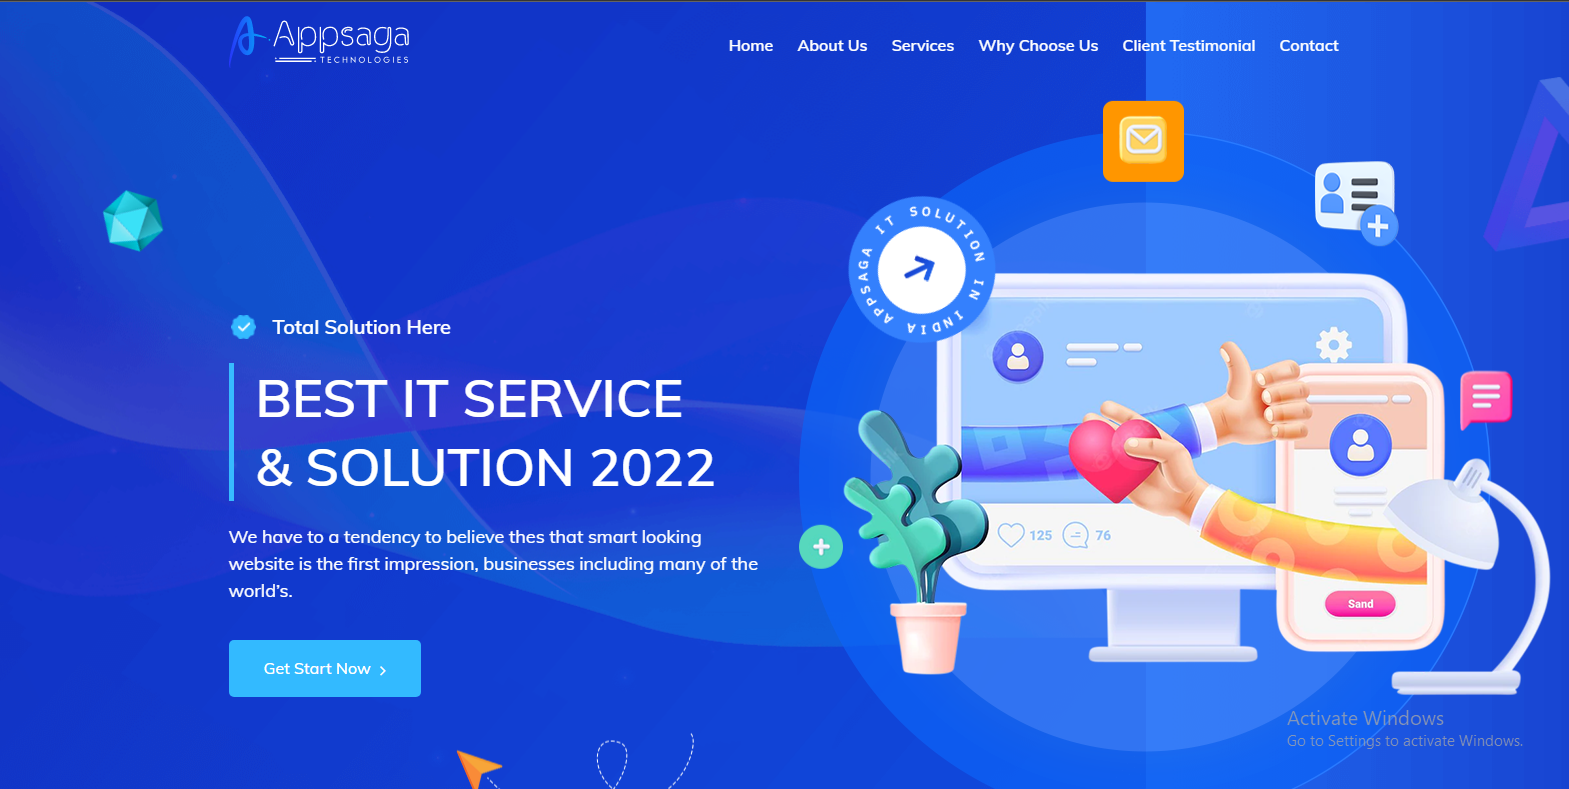 Appsaga
TECHNOLOGIES
Home About Us Services Why Choose Us Client Testimonial Contact
APPSAGA IT SOLUTION IN INDIA
Total Solution Here
BEST IT SERVICE
& SOLUTION 2022
We have to a tendency to believe thes that smart looking
website is the first impression, businesses including many of the
world’s.
Get Start Now
125 76
Sand
Activate Windows
Go to Settings to activate Windows.